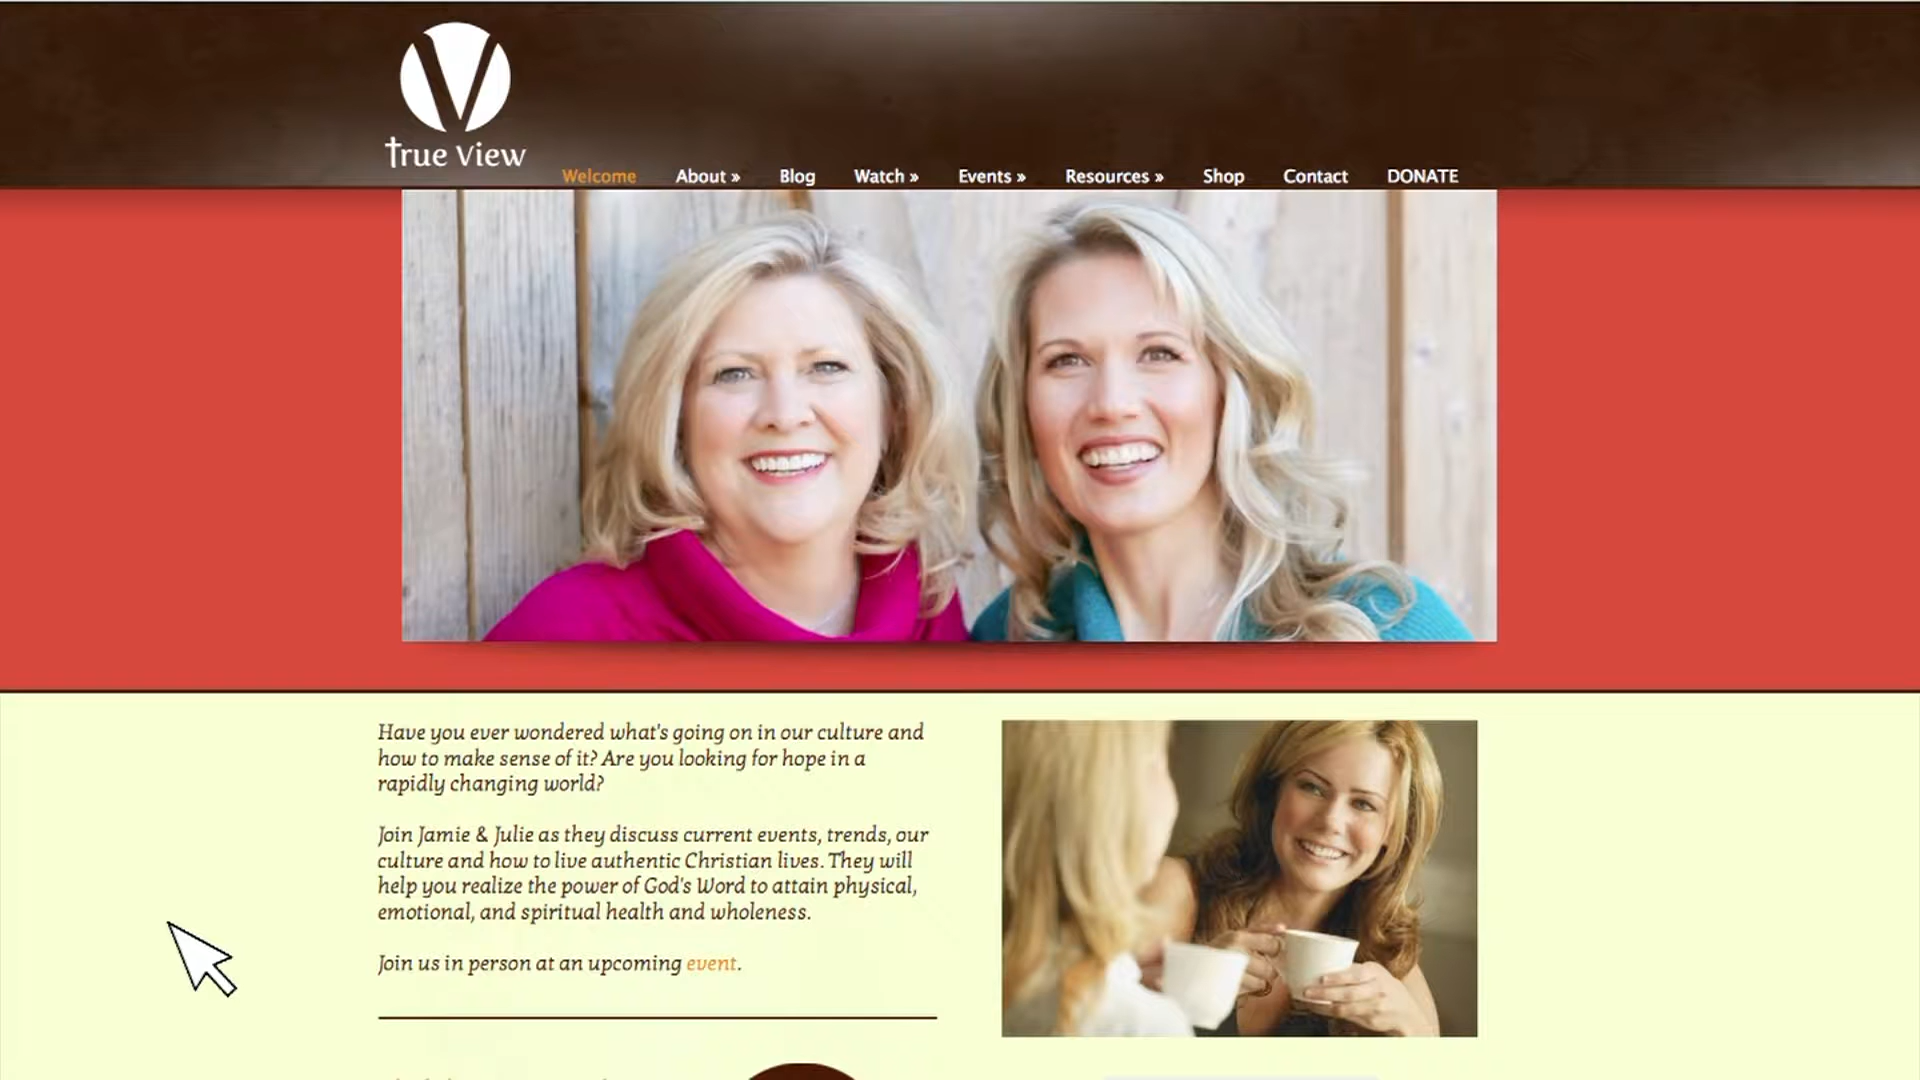 true View
Welcome About » Blog Watch » Events » Resources » Shop Contact DONATE
Have you ever wondered what's going on in our culture and
how to make sense of it? Are you looking for hope in a
rapidly changing world?
Join Jamie & Julie as they discuss current events, trends, our
culture and how to live authentic Christian lives. They will
help you realize the power of God's Word to attain physical,
emotional, and spiritual health and wholeness.
Join us in person at an upcoming event.